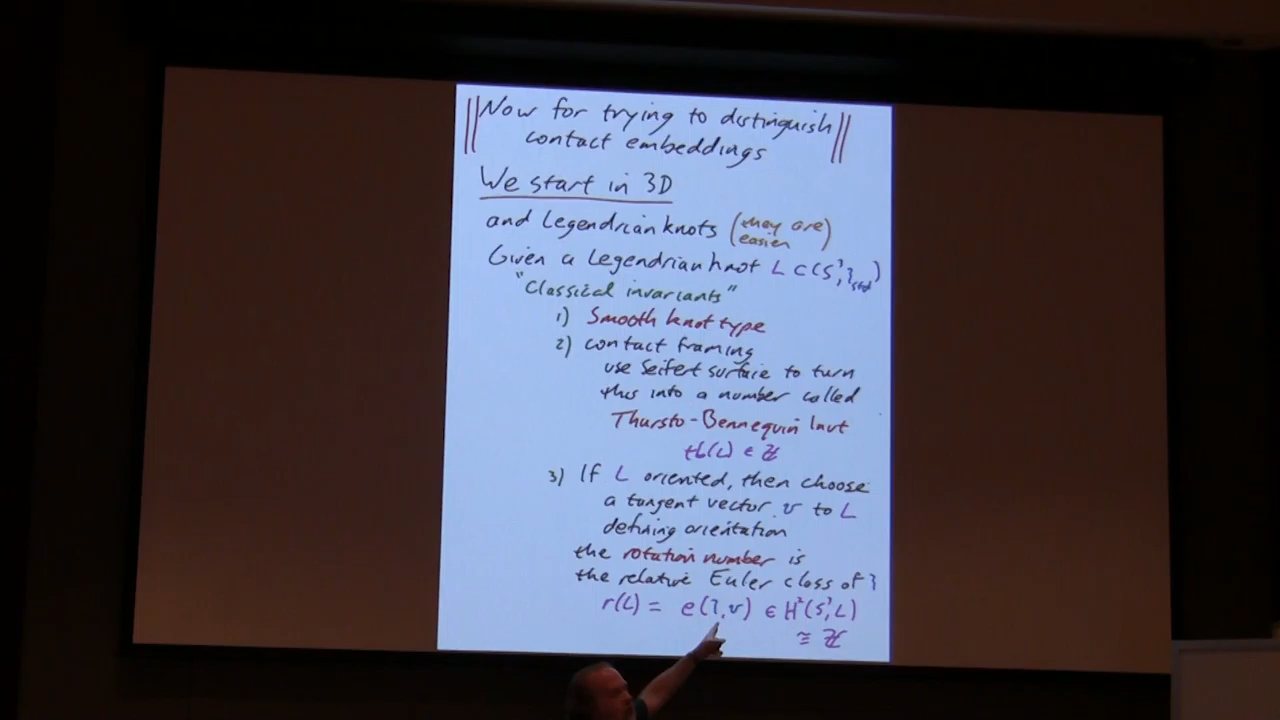 Now for trying to distinguish
contact embeddings
We start in 3D
and Legendrian knots (they are easier)
Given a Legendrian knot L ⊂ (S³, ξ_std)
"Classical invariants"
1) Smooth knot type
2) contact framing
use Seifert surface to turn
this into a number called
Thursto-Bennequin invt
tb(L) ∈ ℤ
3) If L oriented, then choose
a tangent vector v to L
defining orientation
the rotation number is
the relative Euler class of ξ
r(L) = e(ξ, v) ∈ H²(S³, L)
≅ ℤ